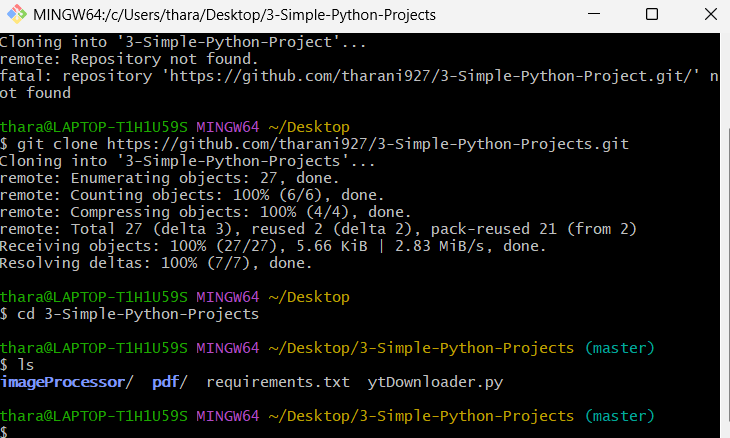 MINGW64:/c/Users/thara/Desktop/3-Simple-Python-Projects
Cloning into '3-Simple-Python-Project'...
remote: Repository not found.
fatal: repository 'https://github.com/tharani927/3-Simple-Python-Project.git/' n
ot found
thara@LAPTOP-T1H1U59S MINGW64 ~/Desktop
$ git clone https://github.com/tharani927/3-Simple-Python-Projects.git
Cloning into '3-Simple-Python-Projects'...
remote: Enumerating objects: 27, done.
remote: Counting objects: 100% (6/6), done.
remote: Compressing objects: 100% (4/4), done.
remote: Total 27 (delta 3), reused 2 (delta 2), pack-reused 21 (from 2)
Receiving objects: 100% (27/27), 5.66 KiB | 2.83 MiB/s, done.
Resolving deltas: 100% (7/7), done.
thara@LAPTOP-T1H1U59S MINGW64 ~/Desktop
$ cd 3-Simple-Python-Projects
thara@LAPTOP-T1H1U59S MINGW64 ~/Desktop/3-Simple-Python-Projects (master)
$ ls
imageProcessor/  pdf/  requirements.txt  ytDownloader.py
thara@LAPTOP-T1H1U59S MINGW64 ~/Desktop/3-Simple-Python-Projects (master)
$